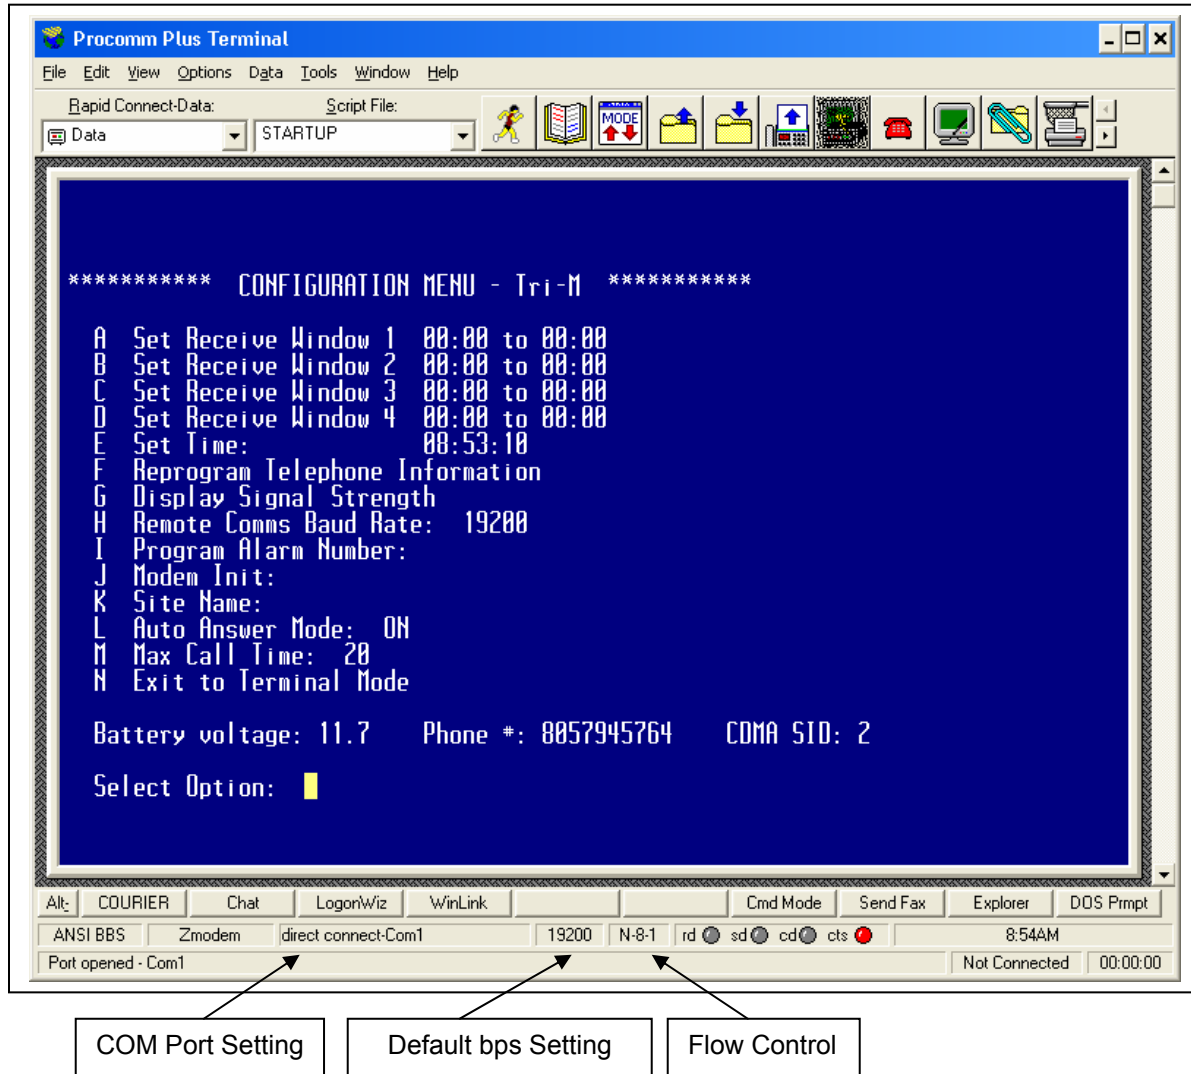 Procomm Plus Terminal
File Edit View Options Data Tools Window Help
Rapid Connect-Data: Script File:
Data STARTUP MODE
*********** CONFIGURATION MENU - Tri-M ***********
A Set Receive Window 1 00:00 to 00:00
B Set Receive Window 2 00:00 to 00:00
C Set Receive Window 3 00:00 to 00:00
D Set Receive Window 4 00:00 to 00:00
E Set Time: 08:53:10
F Reprogram Telephone Information
G Display Signal Strength
H Remote Comms Baud Rate: 19200
I Program Alarm Number:
J Modem Init:
K Site Name:
L Auto Answer Mode: ON
M Max Call Time: 20
N Exit to Terminal Mode
Battery voltage: 11.7 Phone #: 8057945764 CDMA SID: 2
Select Option:
Alt- COURIER Chat LogonWiz WinLink Cmd Mode Send Fax Explorer DOS Prmpt
ANSI BBS Zmodem direct connect-Com1 19200 N-8-1 rd sd cd cts 8:54AM
Port opened - Com1 Not Connected 00:00:00
COM Port Setting Default bps Setting Flow Control